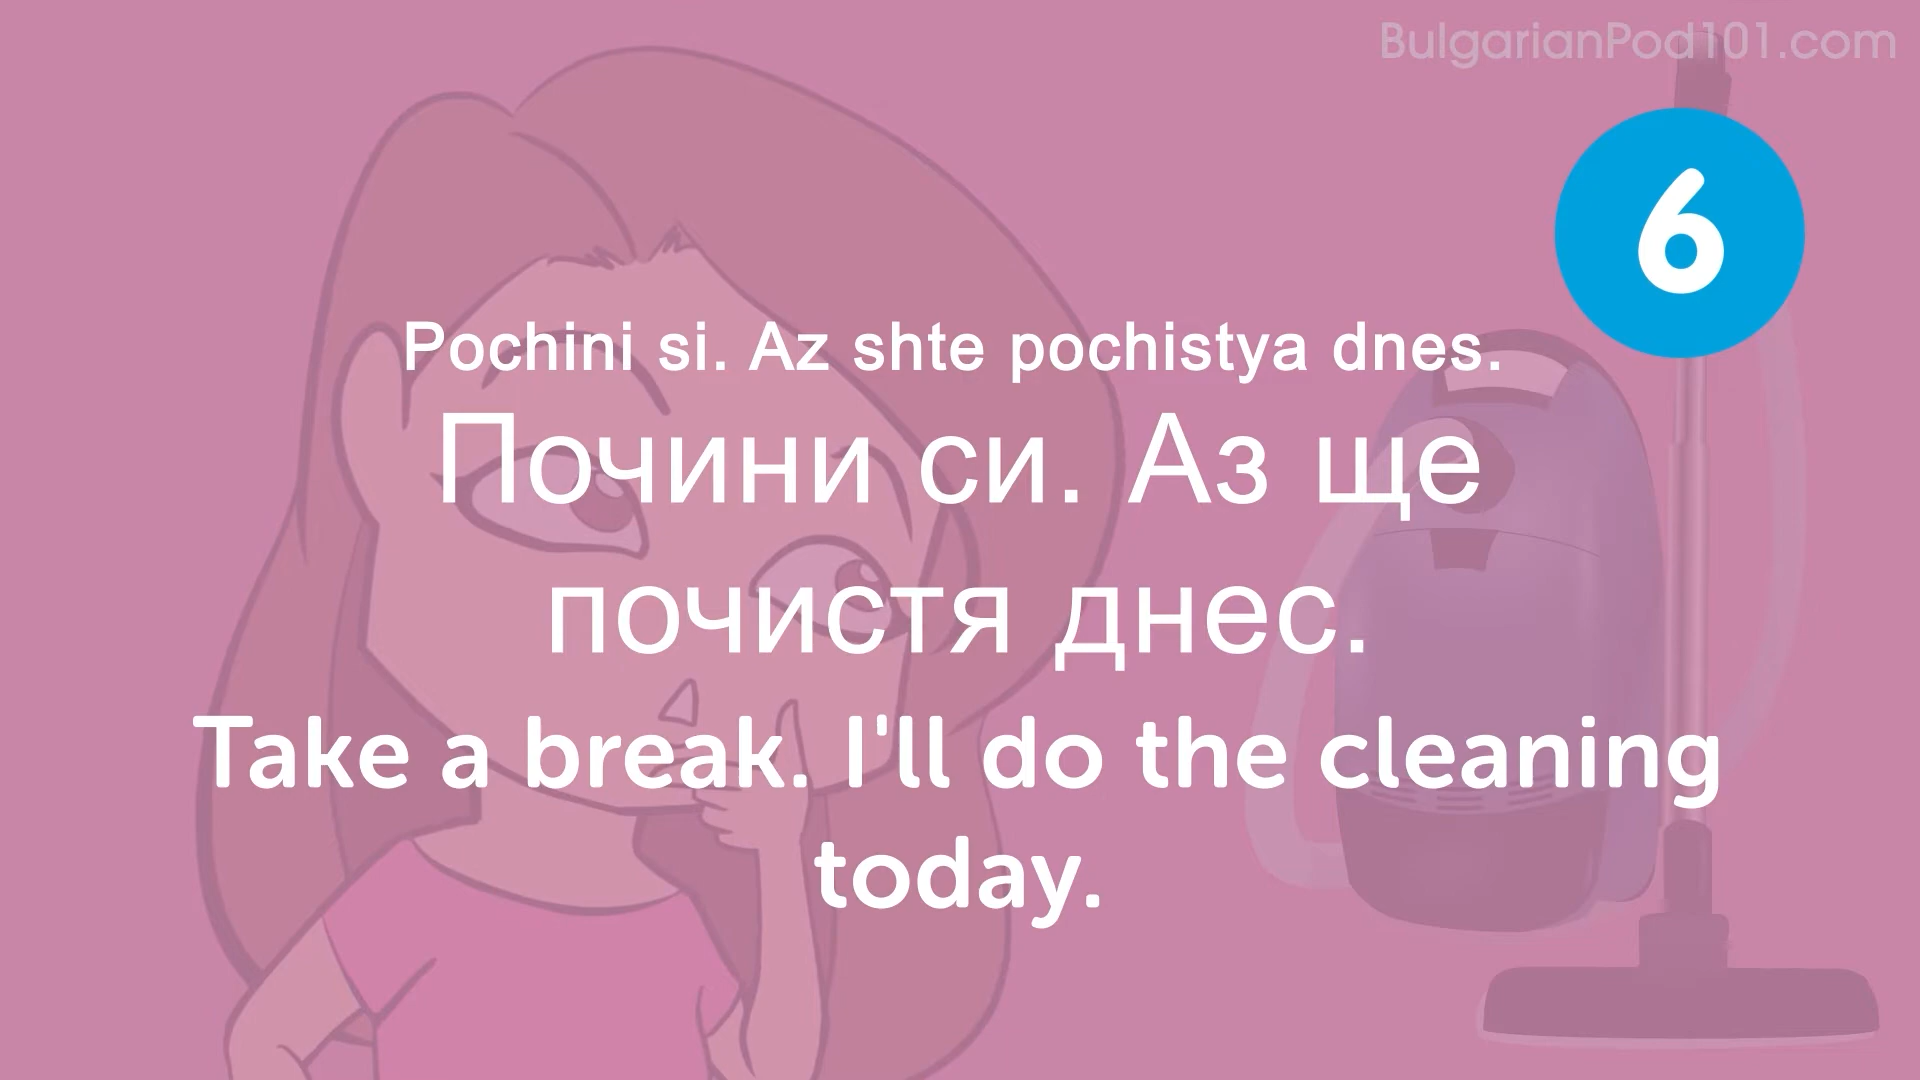 BulgarianPod101.com
6
Pochini si. Az shte pochistya dnes.
Почини си. Аз ще
почистя днес.
Take a break. I'll do the cleaning
today.